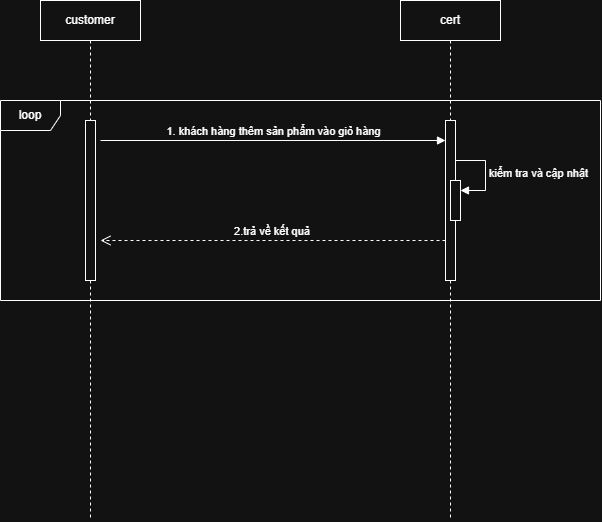 customer
cert
loop
1. khách hàng thêm sản phẩm vào giỏ hàng
kiểm tra và cập nhật
2.trả về kết quả